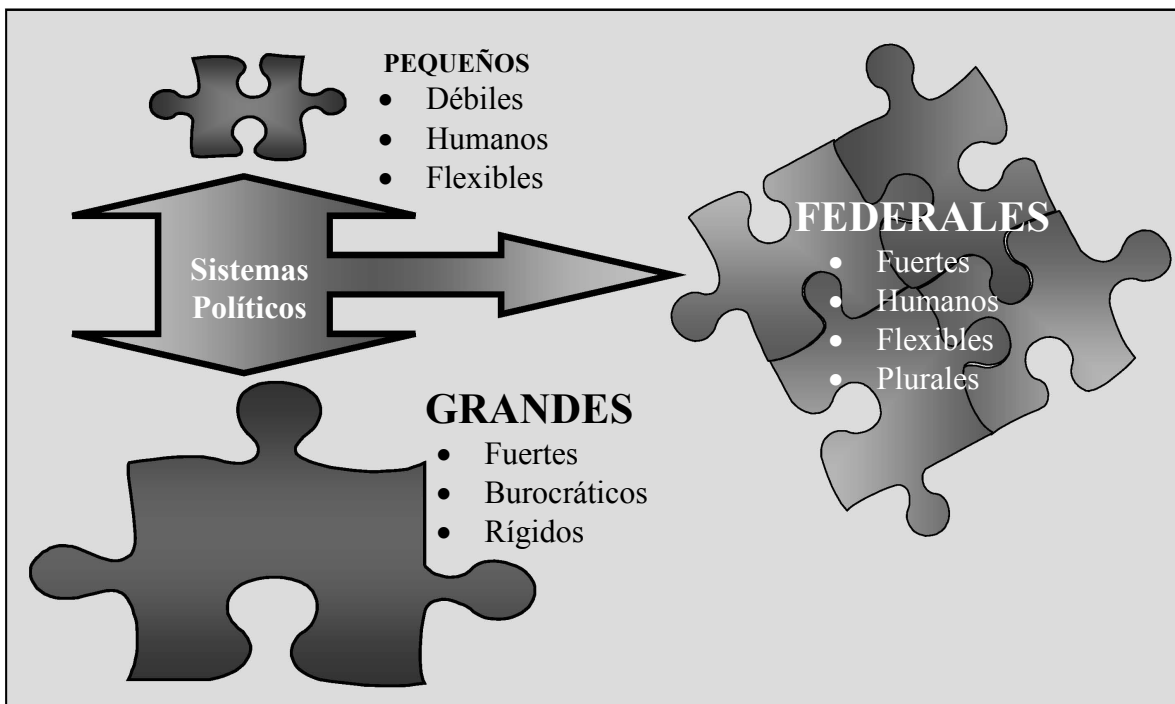 PEQUEÑOS
• Débiles
• Humanos
• Flexibles
Sistemas
Políticos
GRANDES
• Fuertes
• Burocráticos
• Rígidos
FEDERALES
• Fuertes
• Humanos
• Flexibles
• Plurales